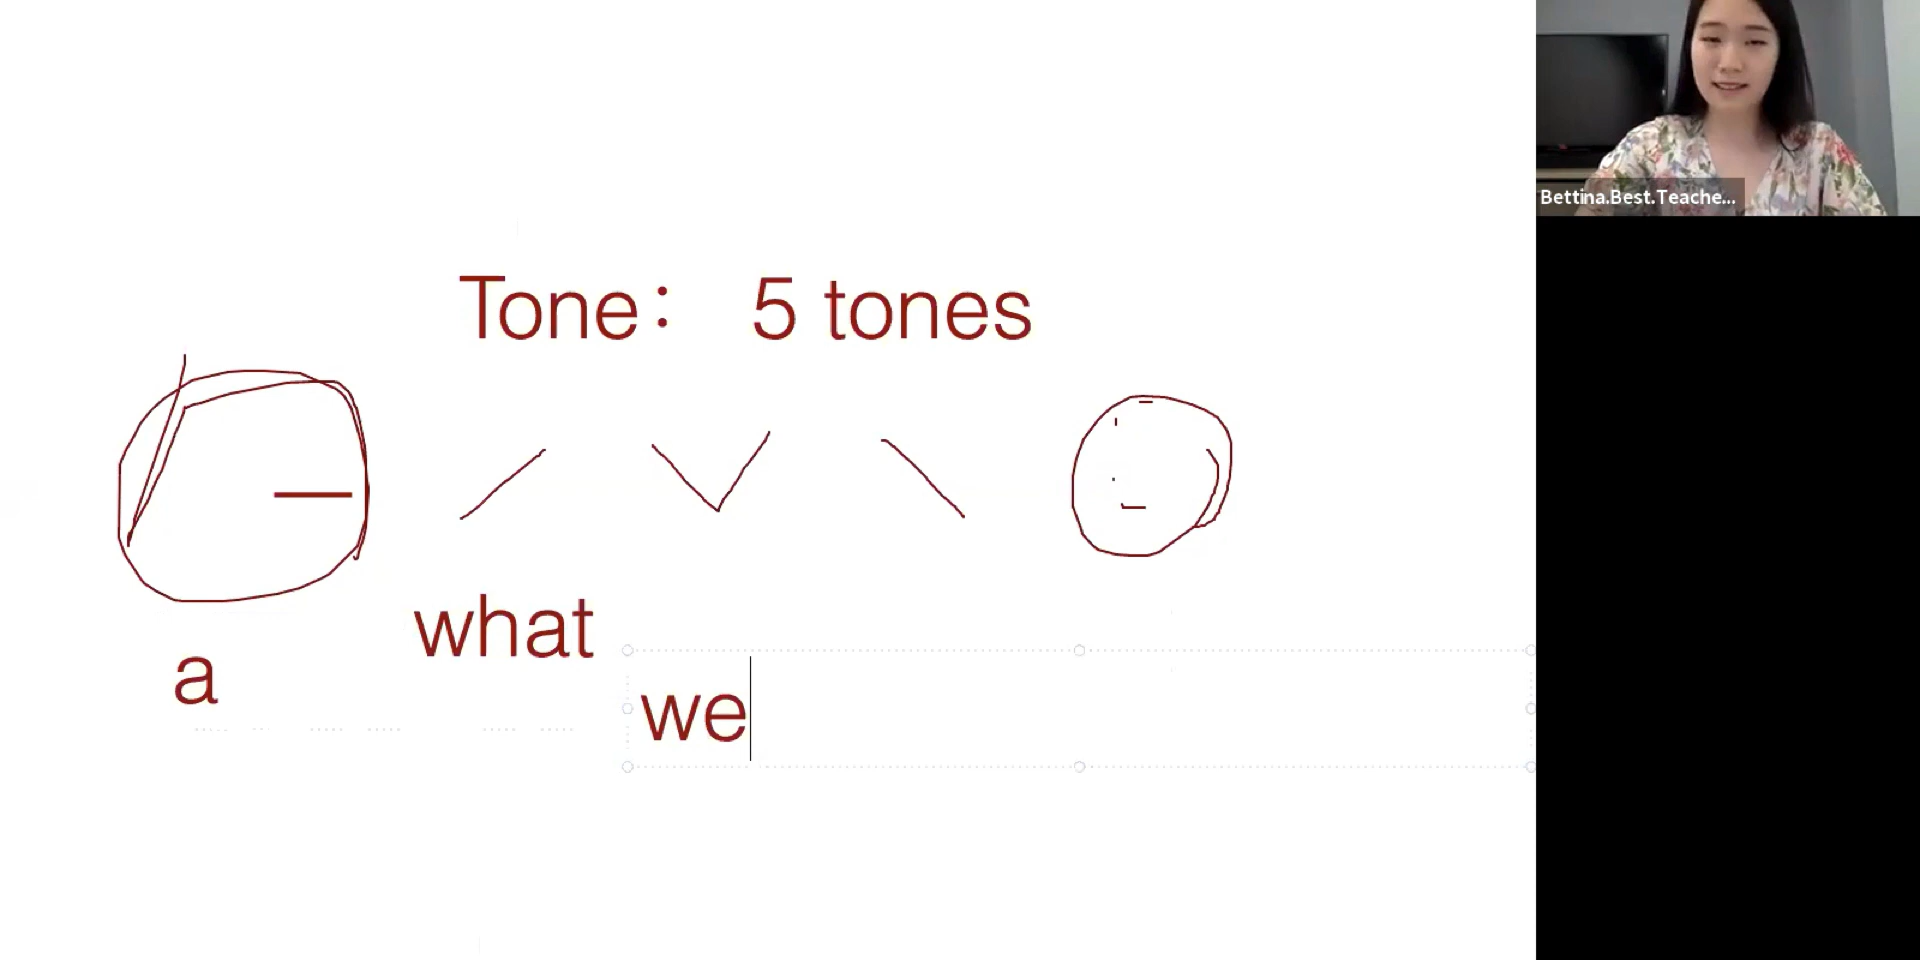 Bettina.Best.Teache...
Tone： 5 tones
what
a
we